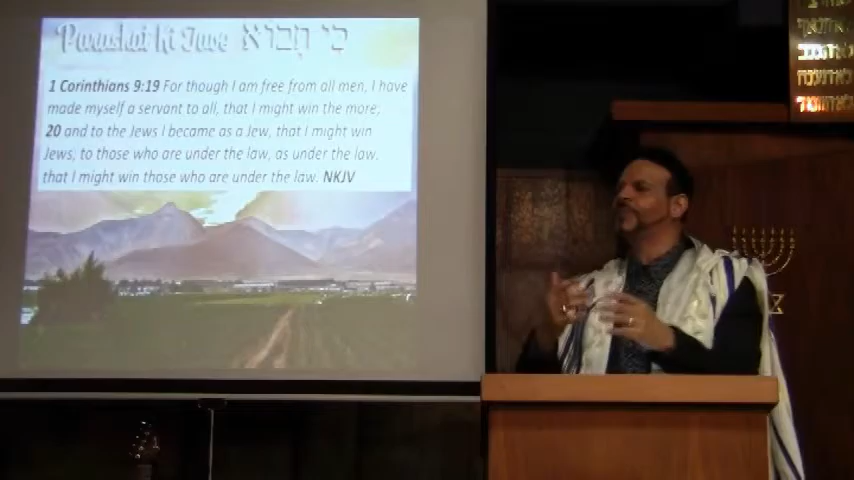 Parashat Ki Tavo כי תבוא
1 Corinthians 9:19 For though I am free from all men, I have
made myself a servant to all, that I might win the more;
20 and to the Jews I became as a Jew, that I might win
Jews; to those who are under the law, as under the law,
that I might win those who are under the law. NKJV